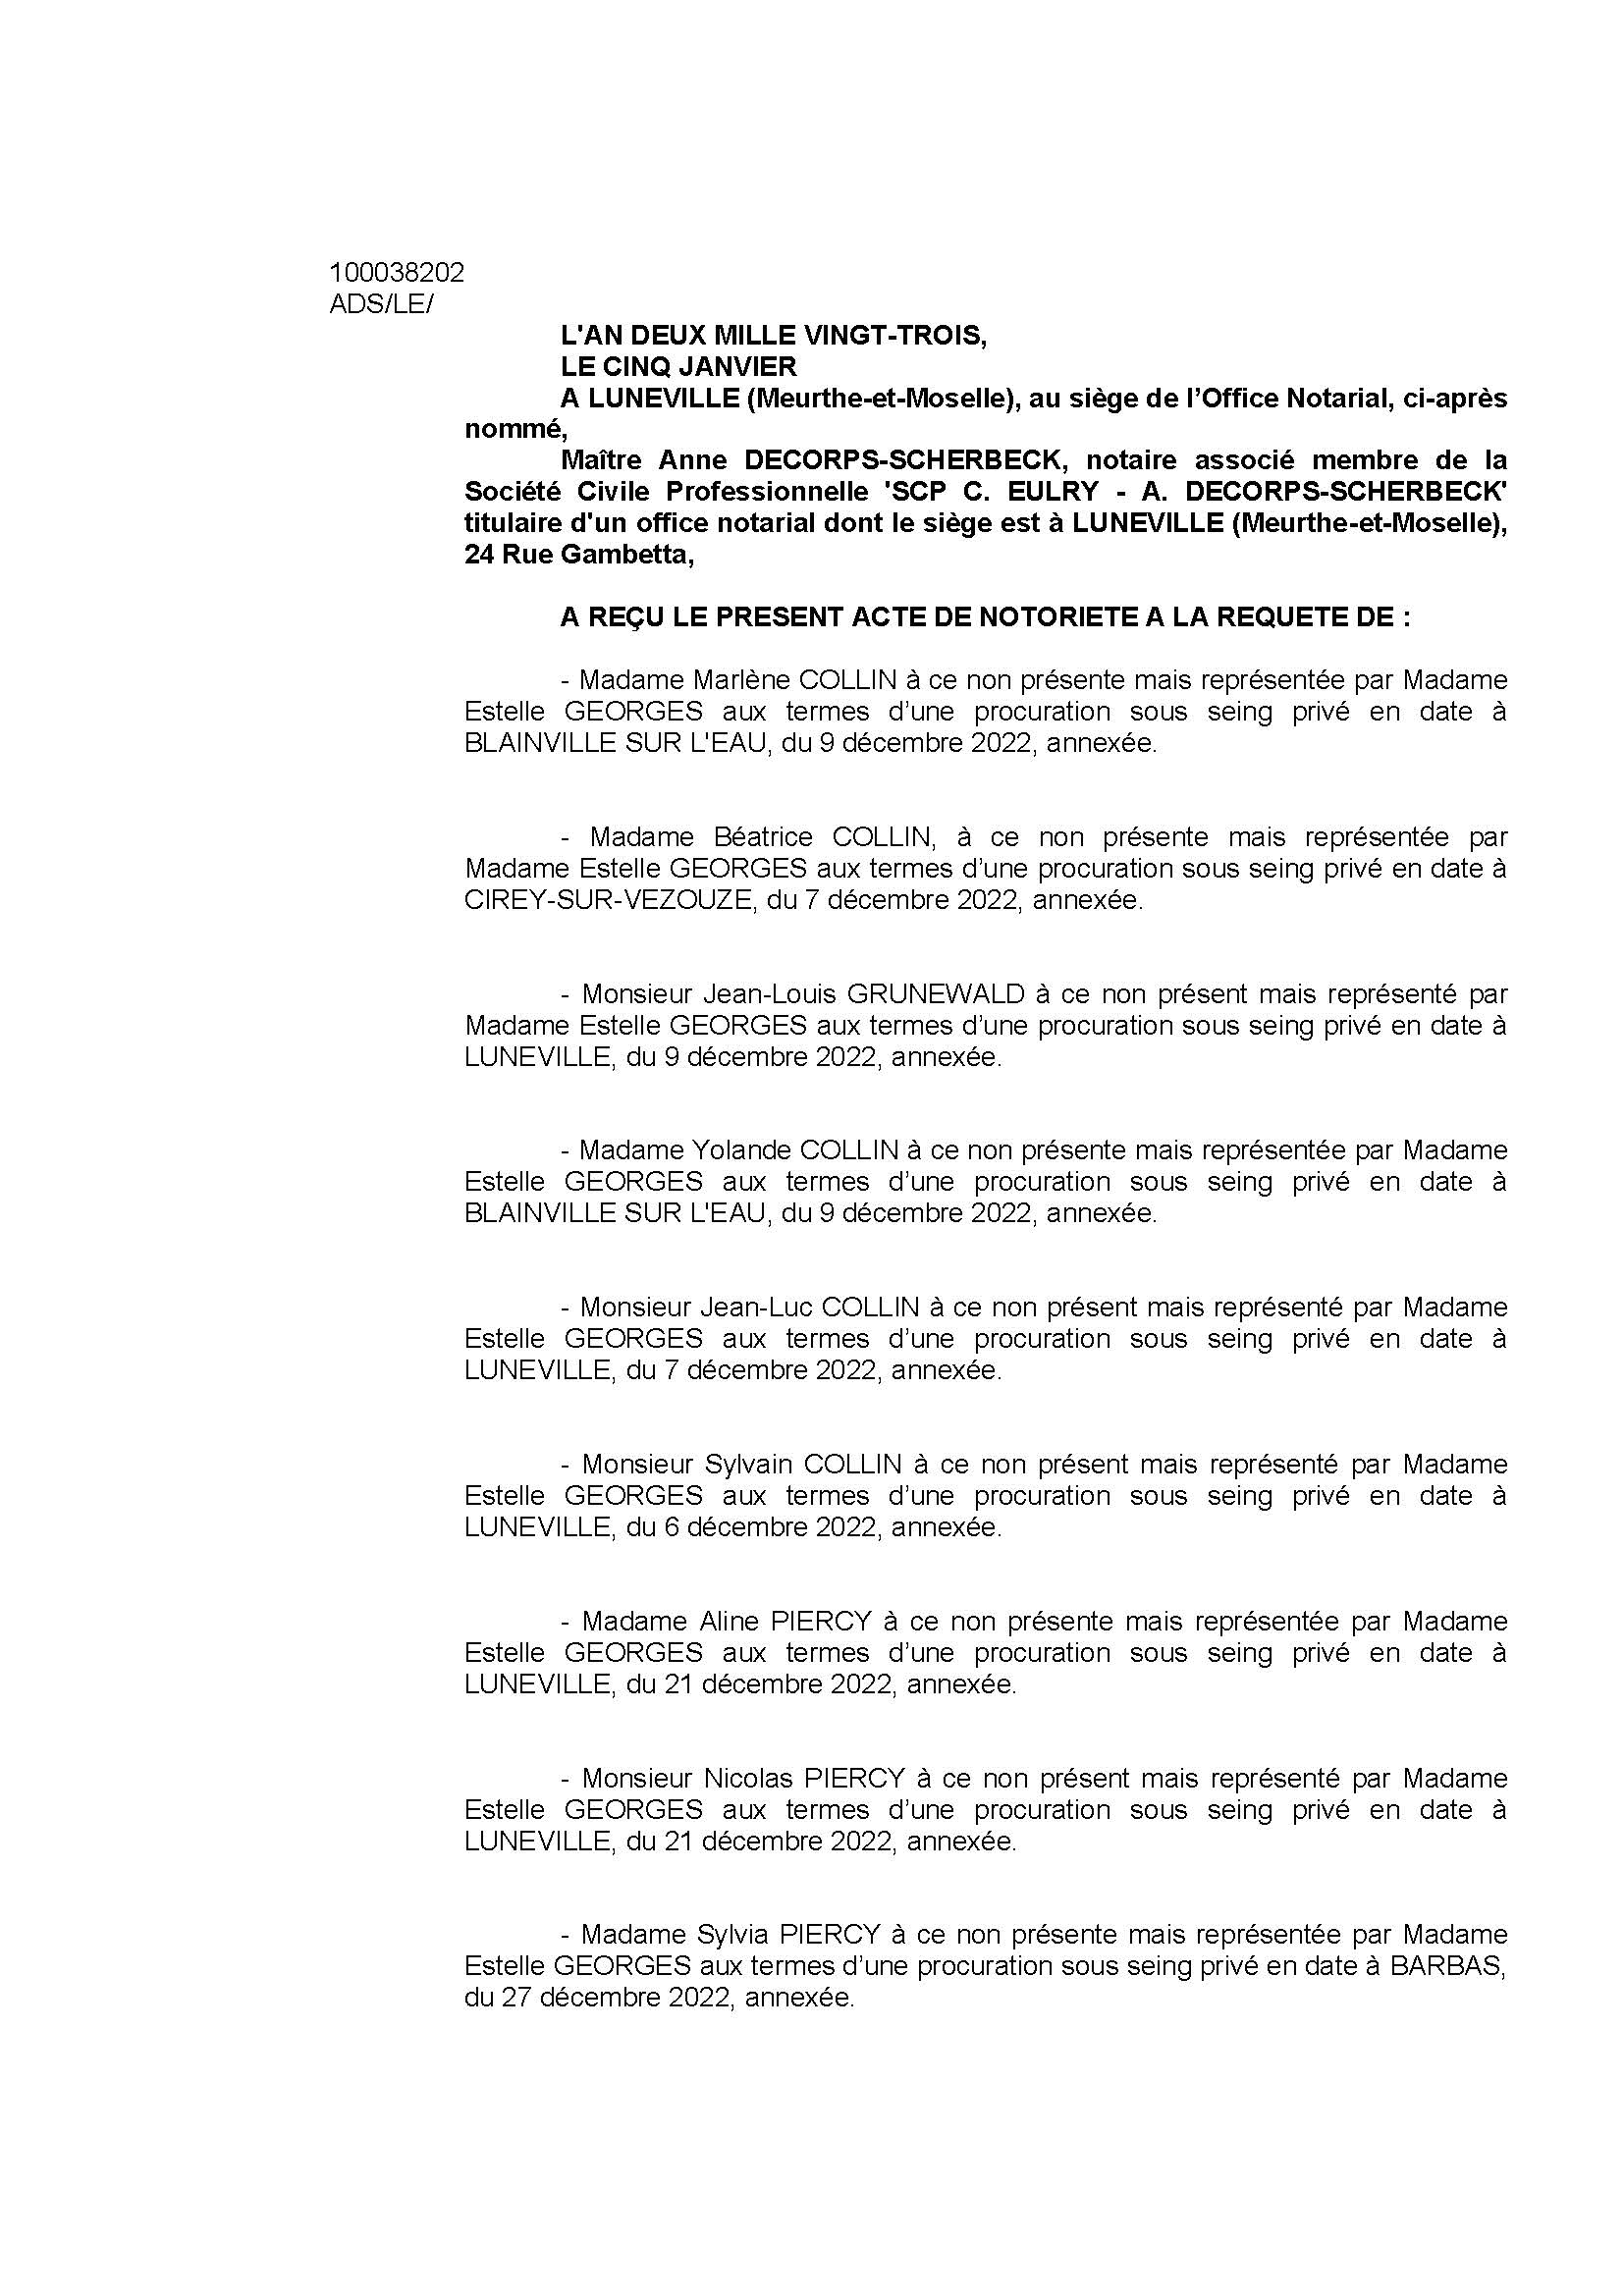 100038202
ADS/LE/
L'AN DEUX MILLE VINGT-TROIS,
LE CINQ JANVIER
A LUNEVILLE (Meurthe-et-Moselle), au siège de l’Office Notarial, ci-après
nommé,
Maître Anne DECORPS-SCHERBECK, notaire associé membre de la
Société Civile Professionnelle 'SCP C. EULRY - A. DECORPS-SCHERBECK'
titulaire d'un office notarial dont le siège est à LUNEVILLE (Meurthe-et-Moselle),
24 Rue Gambetta,
A REÇU LE PRESENT ACTE DE NOTORIETE A LA REQUETE DE :
- Madame Marlène COLLIN à ce non présente mais représentée par Madame
Estelle GEORGES aux termes d’une procuration sous seing privé en date à
BLAINVILLE SUR L'EAU, du 9 décembre 2022, annexée.
- Madame Béatrice COLLIN, à ce non présente mais représentée par
Madame Estelle GEORGES aux termes d’une procuration sous seing privé en date à
CIREY-SUR-VEZOUZE, du 7 décembre 2022, annexée.
- Monsieur Jean-Louis GRUNEWALD à ce non présent mais représenté par
Madame Estelle GEORGES aux termes d’une procuration sous seing privé en date à
LUNEVILLE, du 9 décembre 2022, annexée.
- Madame Yolande COLLIN à ce non présente mais représentée par Madame
Estelle GEORGES aux termes d’une procuration sous seing privé en date à
BLAINVILLE SUR L'EAU, du 9 décembre 2022, annexée.
- Monsieur Jean-Luc COLLIN à ce non présent mais représenté par Madame
Estelle GEORGES aux termes d’une procuration sous seing privé en date à
LUNEVILLE, du 7 décembre 2022, annexée.
- Monsieur Sylvain COLLIN à ce non présent mais représenté par Madame
Estelle GEORGES aux termes d’une procuration sous seing privé en date à
LUNEVILLE, du 6 décembre 2022, annexée.
- Madame Aline PIERCY à ce non présente mais représentée par Madame
Estelle GEORGES aux termes d’une procuration sous seing privé en date à
LUNEVILLE, du 21 décembre 2022, annexée.
- Monsieur Nicolas PIERCY à ce non présent mais représenté par Madame
Estelle GEORGES aux termes d’une procuration sous seing privé en date à
LUNEVILLE, du 21 décembre 2022, annexée.
- Madame Sylvia PIERCY à ce non présente mais représentée par Madame
Estelle GEORGES aux termes d’une procuration sous seing privé en date à BARBAS,
du 27 décembre 2022, annexée.